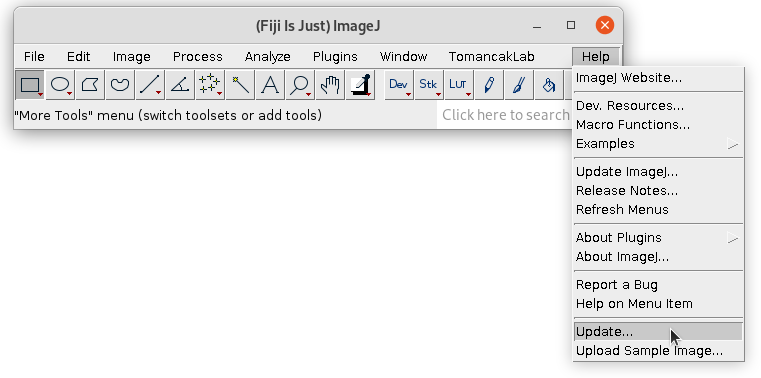 (Fiji Is Just) ImageJ
File Edit Image Process Analyze Plugins Window TomancakLab Help
A Dev Stk LUT
"More Tools" menu (switch toolsets or add tools)
Click here to search
ImageJ Website...
Dev. Resources...
Macro Functions...
Examples
Update ImageJ...
Release Notes...
Refresh Menus
About Plugins
About ImageJ...
Report a Bug
Help on Menu Item
Update...
Upload Sample Image...